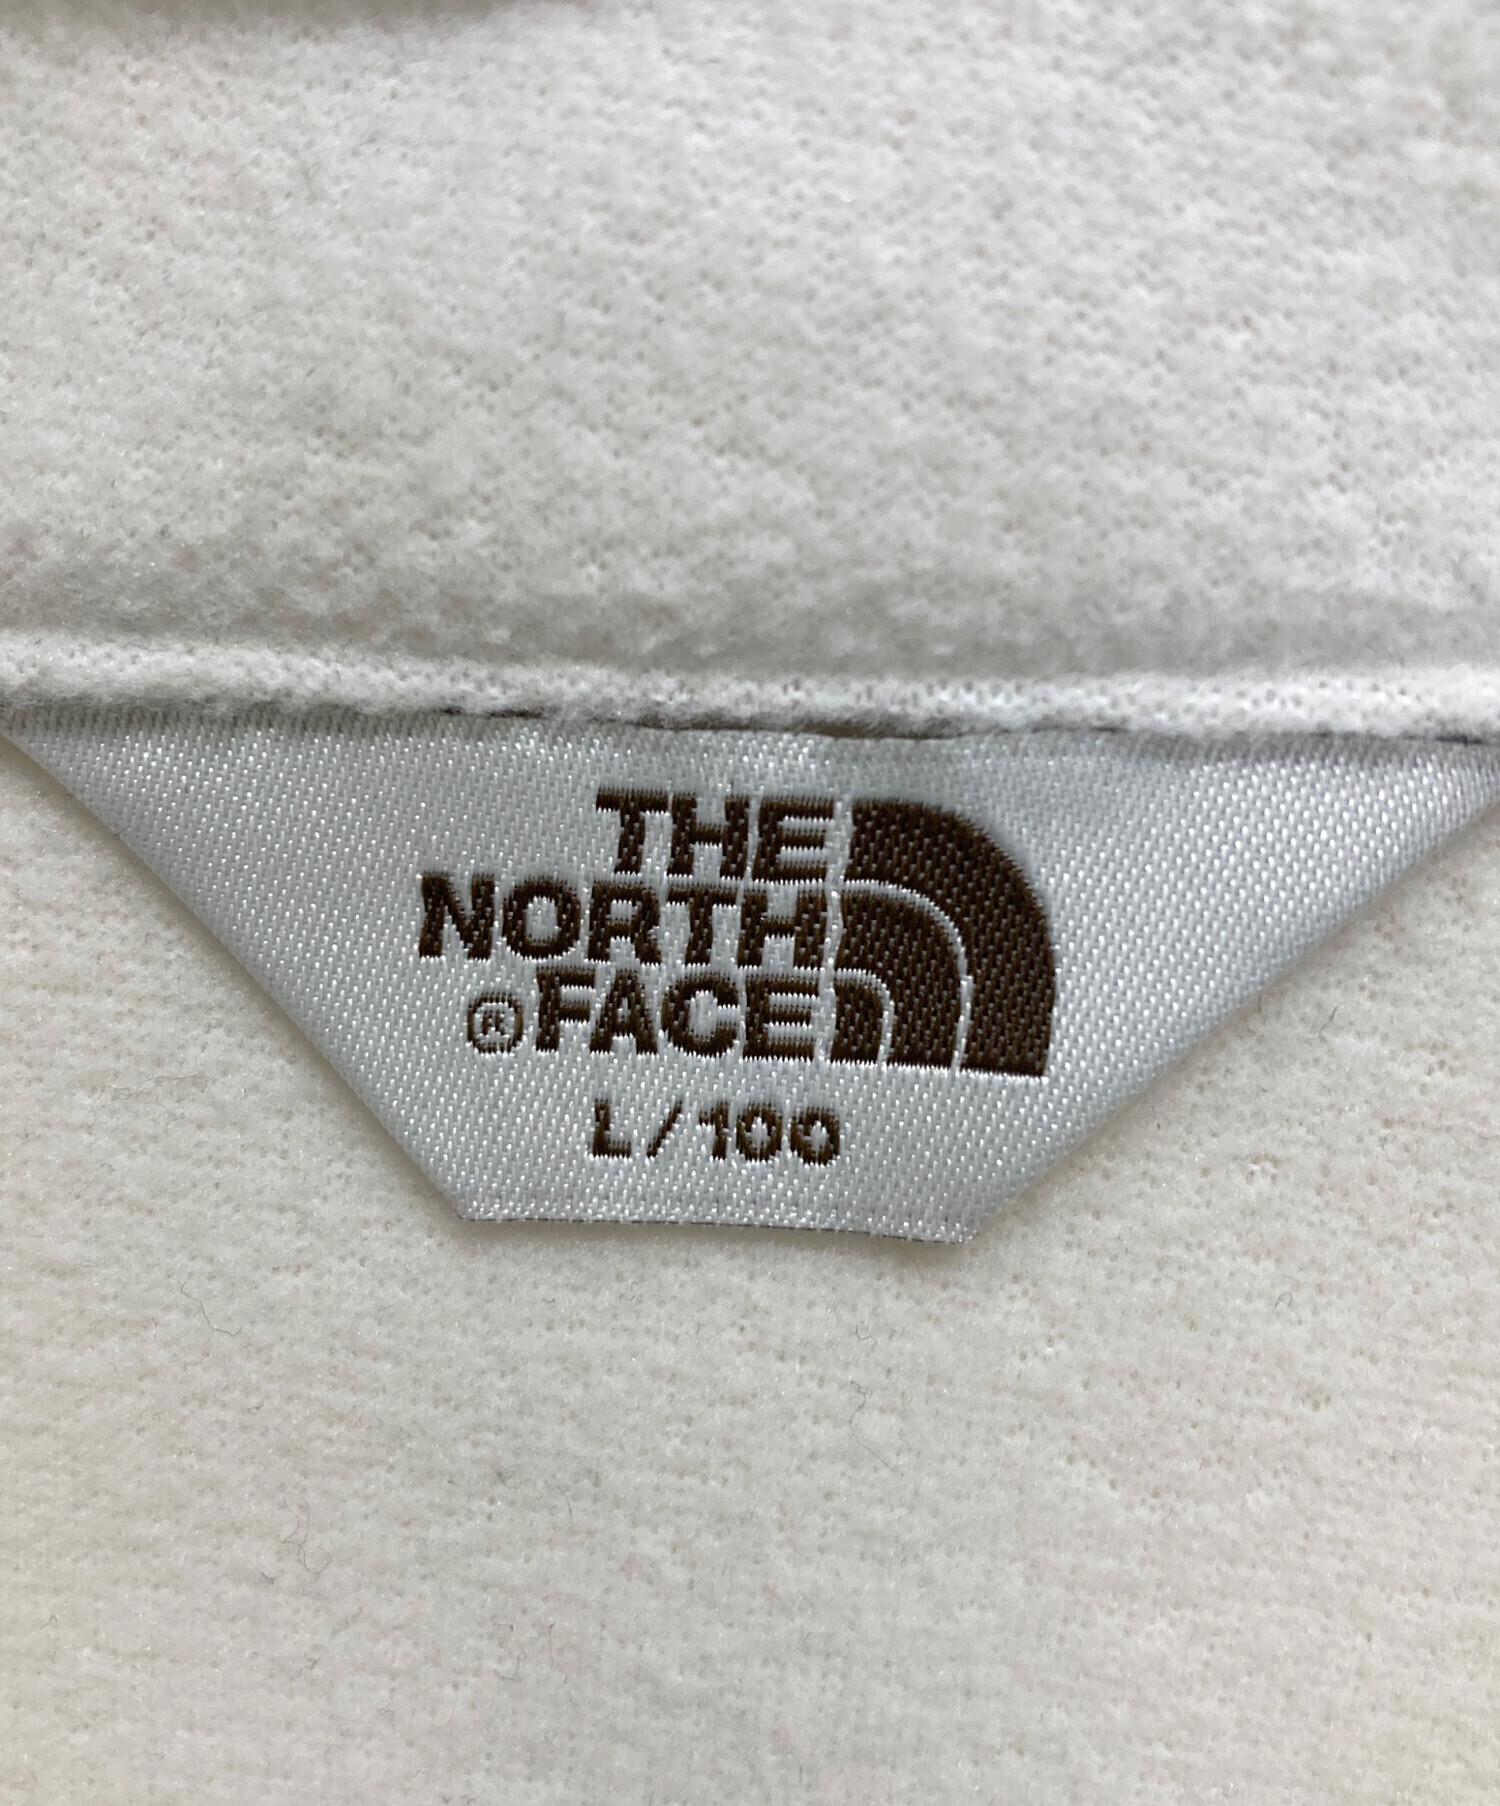 THE
NORTH
® FACE
L/100